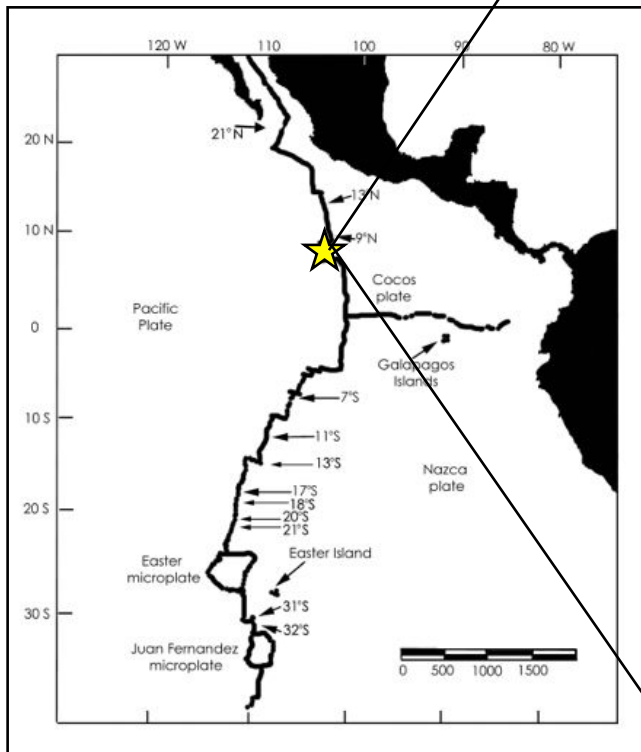 120 W 110 100 90 80 W
20 N
21°N
13°N
10 N
9°N
Cocos
plate
Pacific
Plate
0
Galapagos
Islands
7°S
10 S
11°S
13°S
Nazca
plate
17°S
18°S
20 S
20°S
21°S
Easter
microplate
Easter Island
31°S
30 S
32°S
Juan Fernandez
microplate
0 500 1000 1500